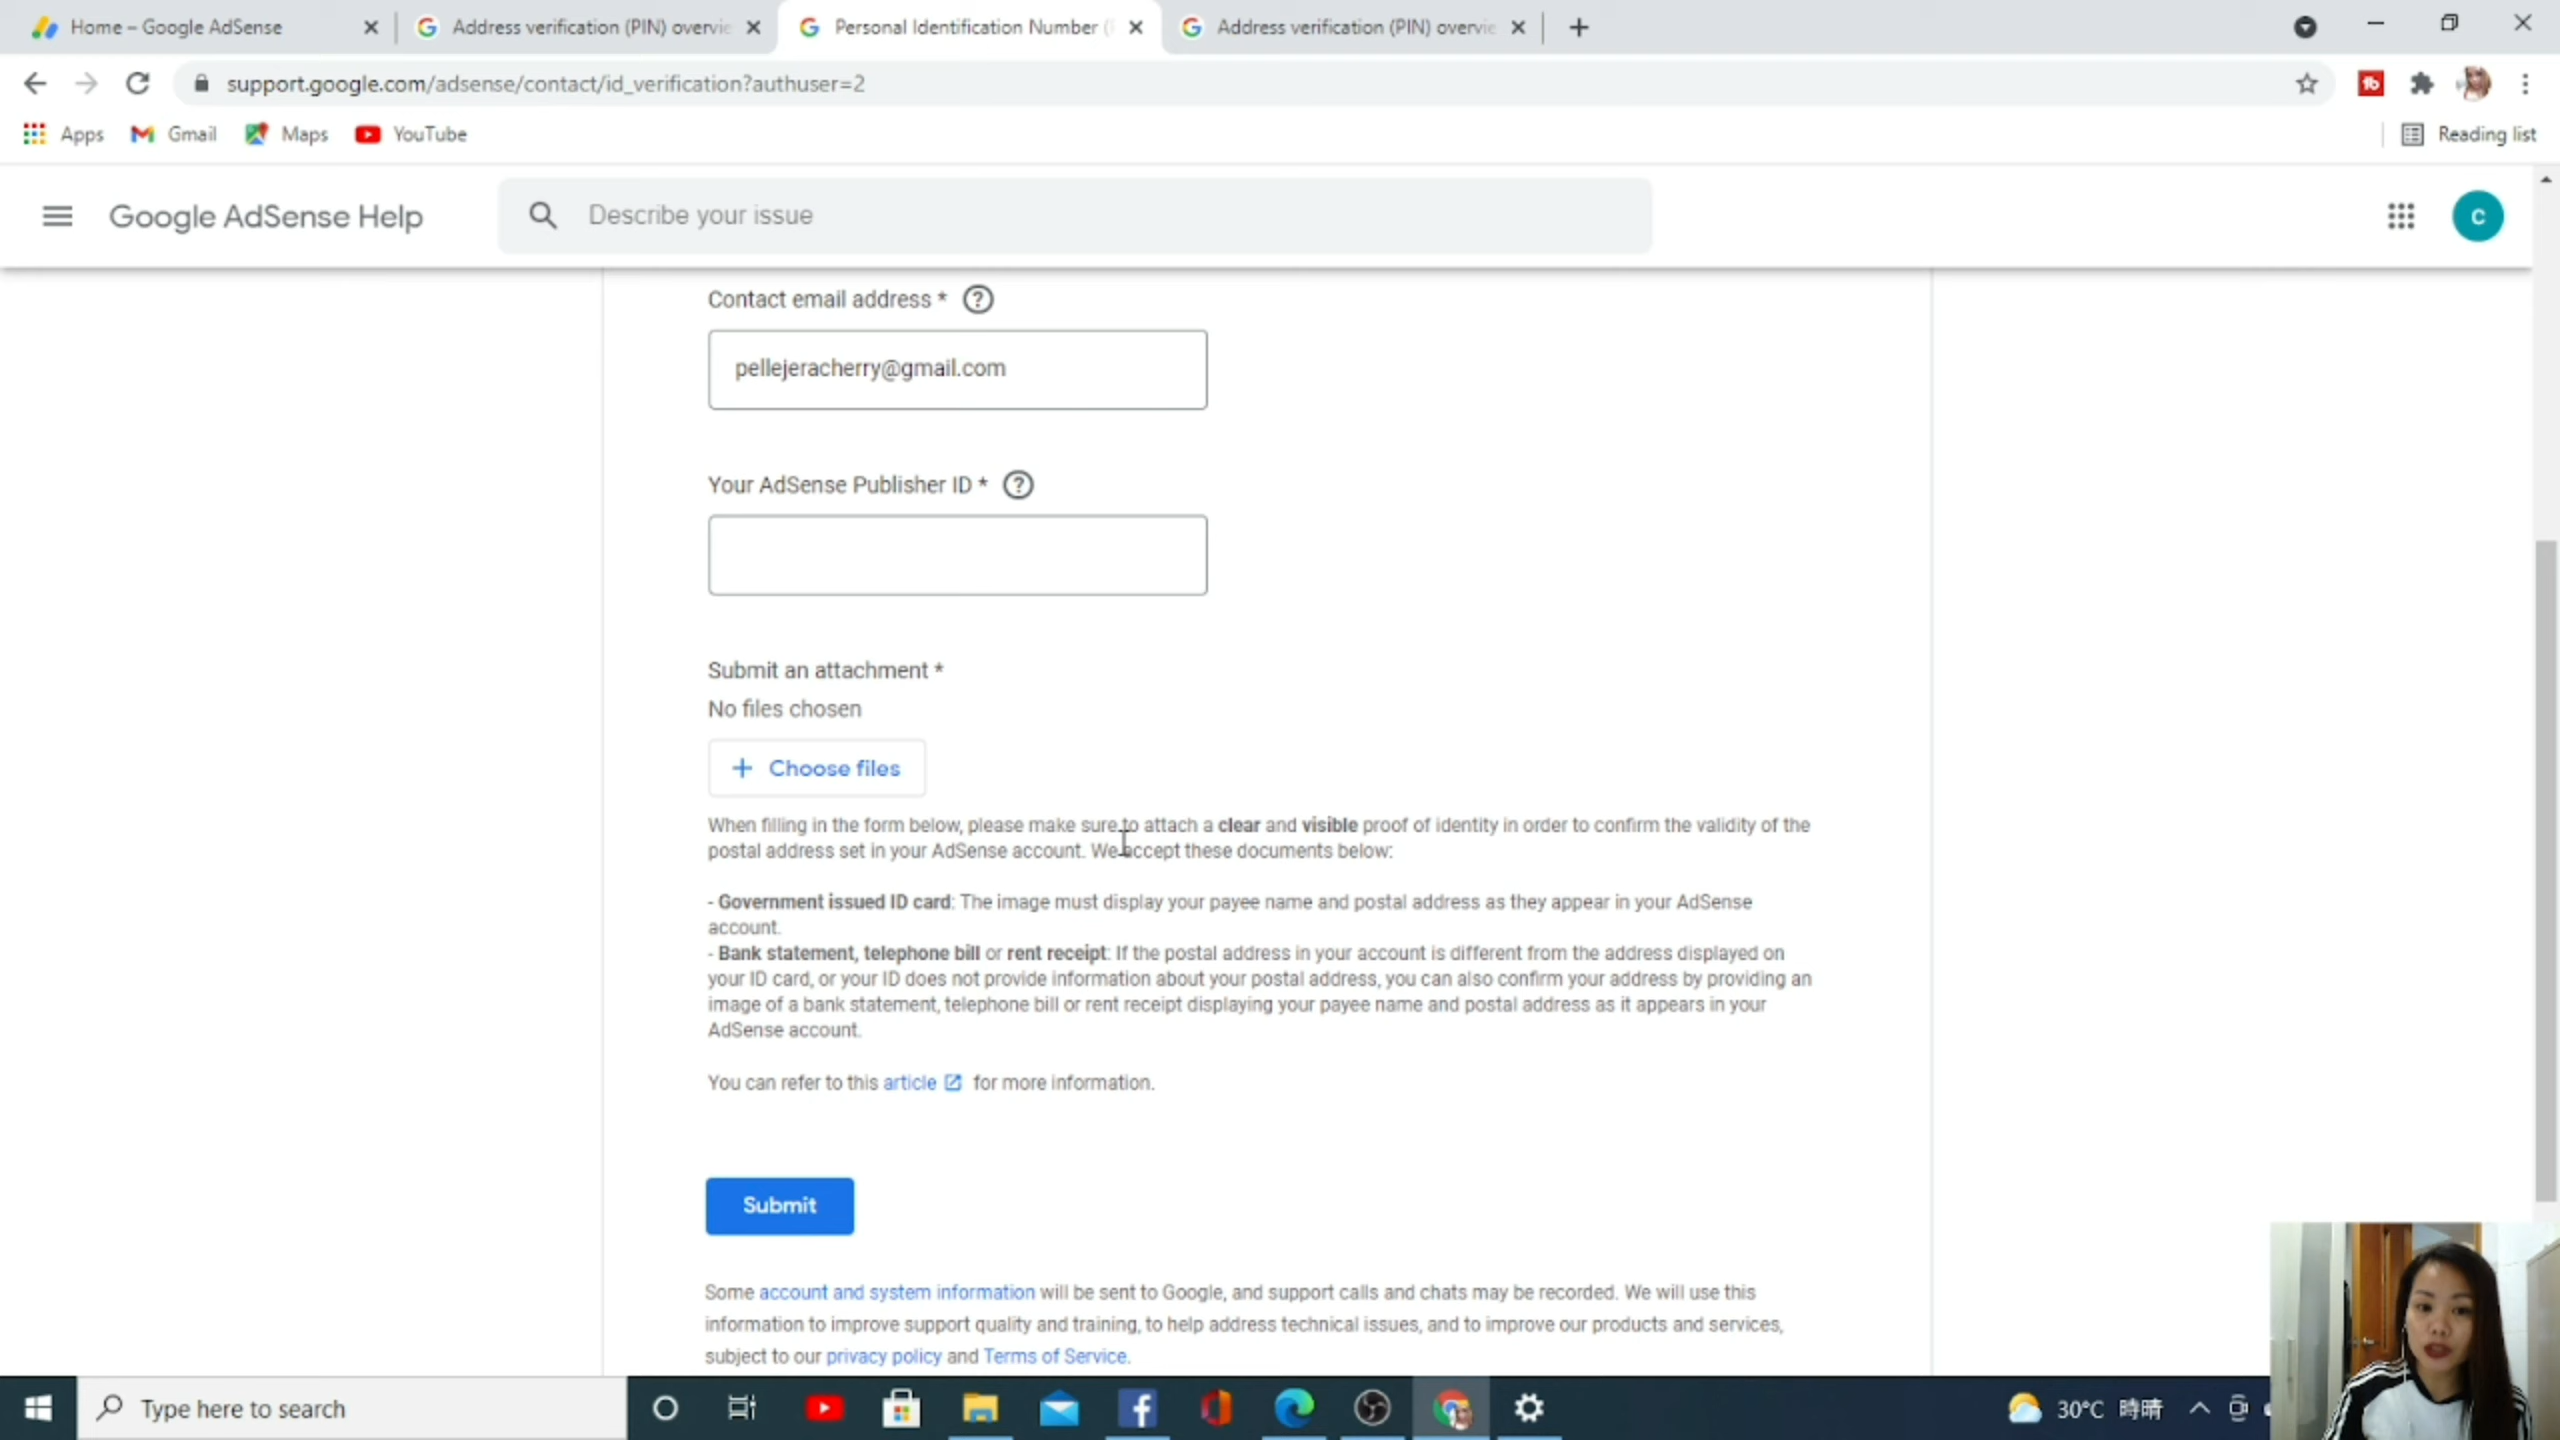 Home – Google AdSense
Address verification (PIN) overvie
Personal Identification Number (
Address verification (PIN) overvie
support.google.com/adsense/contact/id_verification?authuser=2
Apps
Gmail
Maps
YouTube
Reading list
Google AdSense Help
Describe your issue
C
Contact email address *
pellejeracherry@gmail.com
Your AdSense Publisher ID *
Submit an attachment *
No files chosen
+ Choose files
When filling in the form below, please make sure to attach a clear and visible proof of identity in order to confirm the validity of the
postal address set in your AdSense account. We accept these documents below:
- Government issued ID card: The image must display your payee name and postal address as they appear in your AdSense
account.
- Bank statement, telephone bill or rent receipt: If the postal address in your account is different from the address displayed on
your ID card, or your ID does not provide information about your postal address, you can also confirm your address by providing an
image of a bank statement, telephone bill or rent receipt displaying your payee name and postal address as it appears in your
AdSense account.
You can refer to this article for more information.
Submit
Some account and system information will be sent to Google, and support calls and chats may be recorded. We will use this
information to improve support quality and training, to help address technical issues, and to improve our products and services,
subject to our privacy policy and Terms of Service.
Type here to search
30°C 時晴